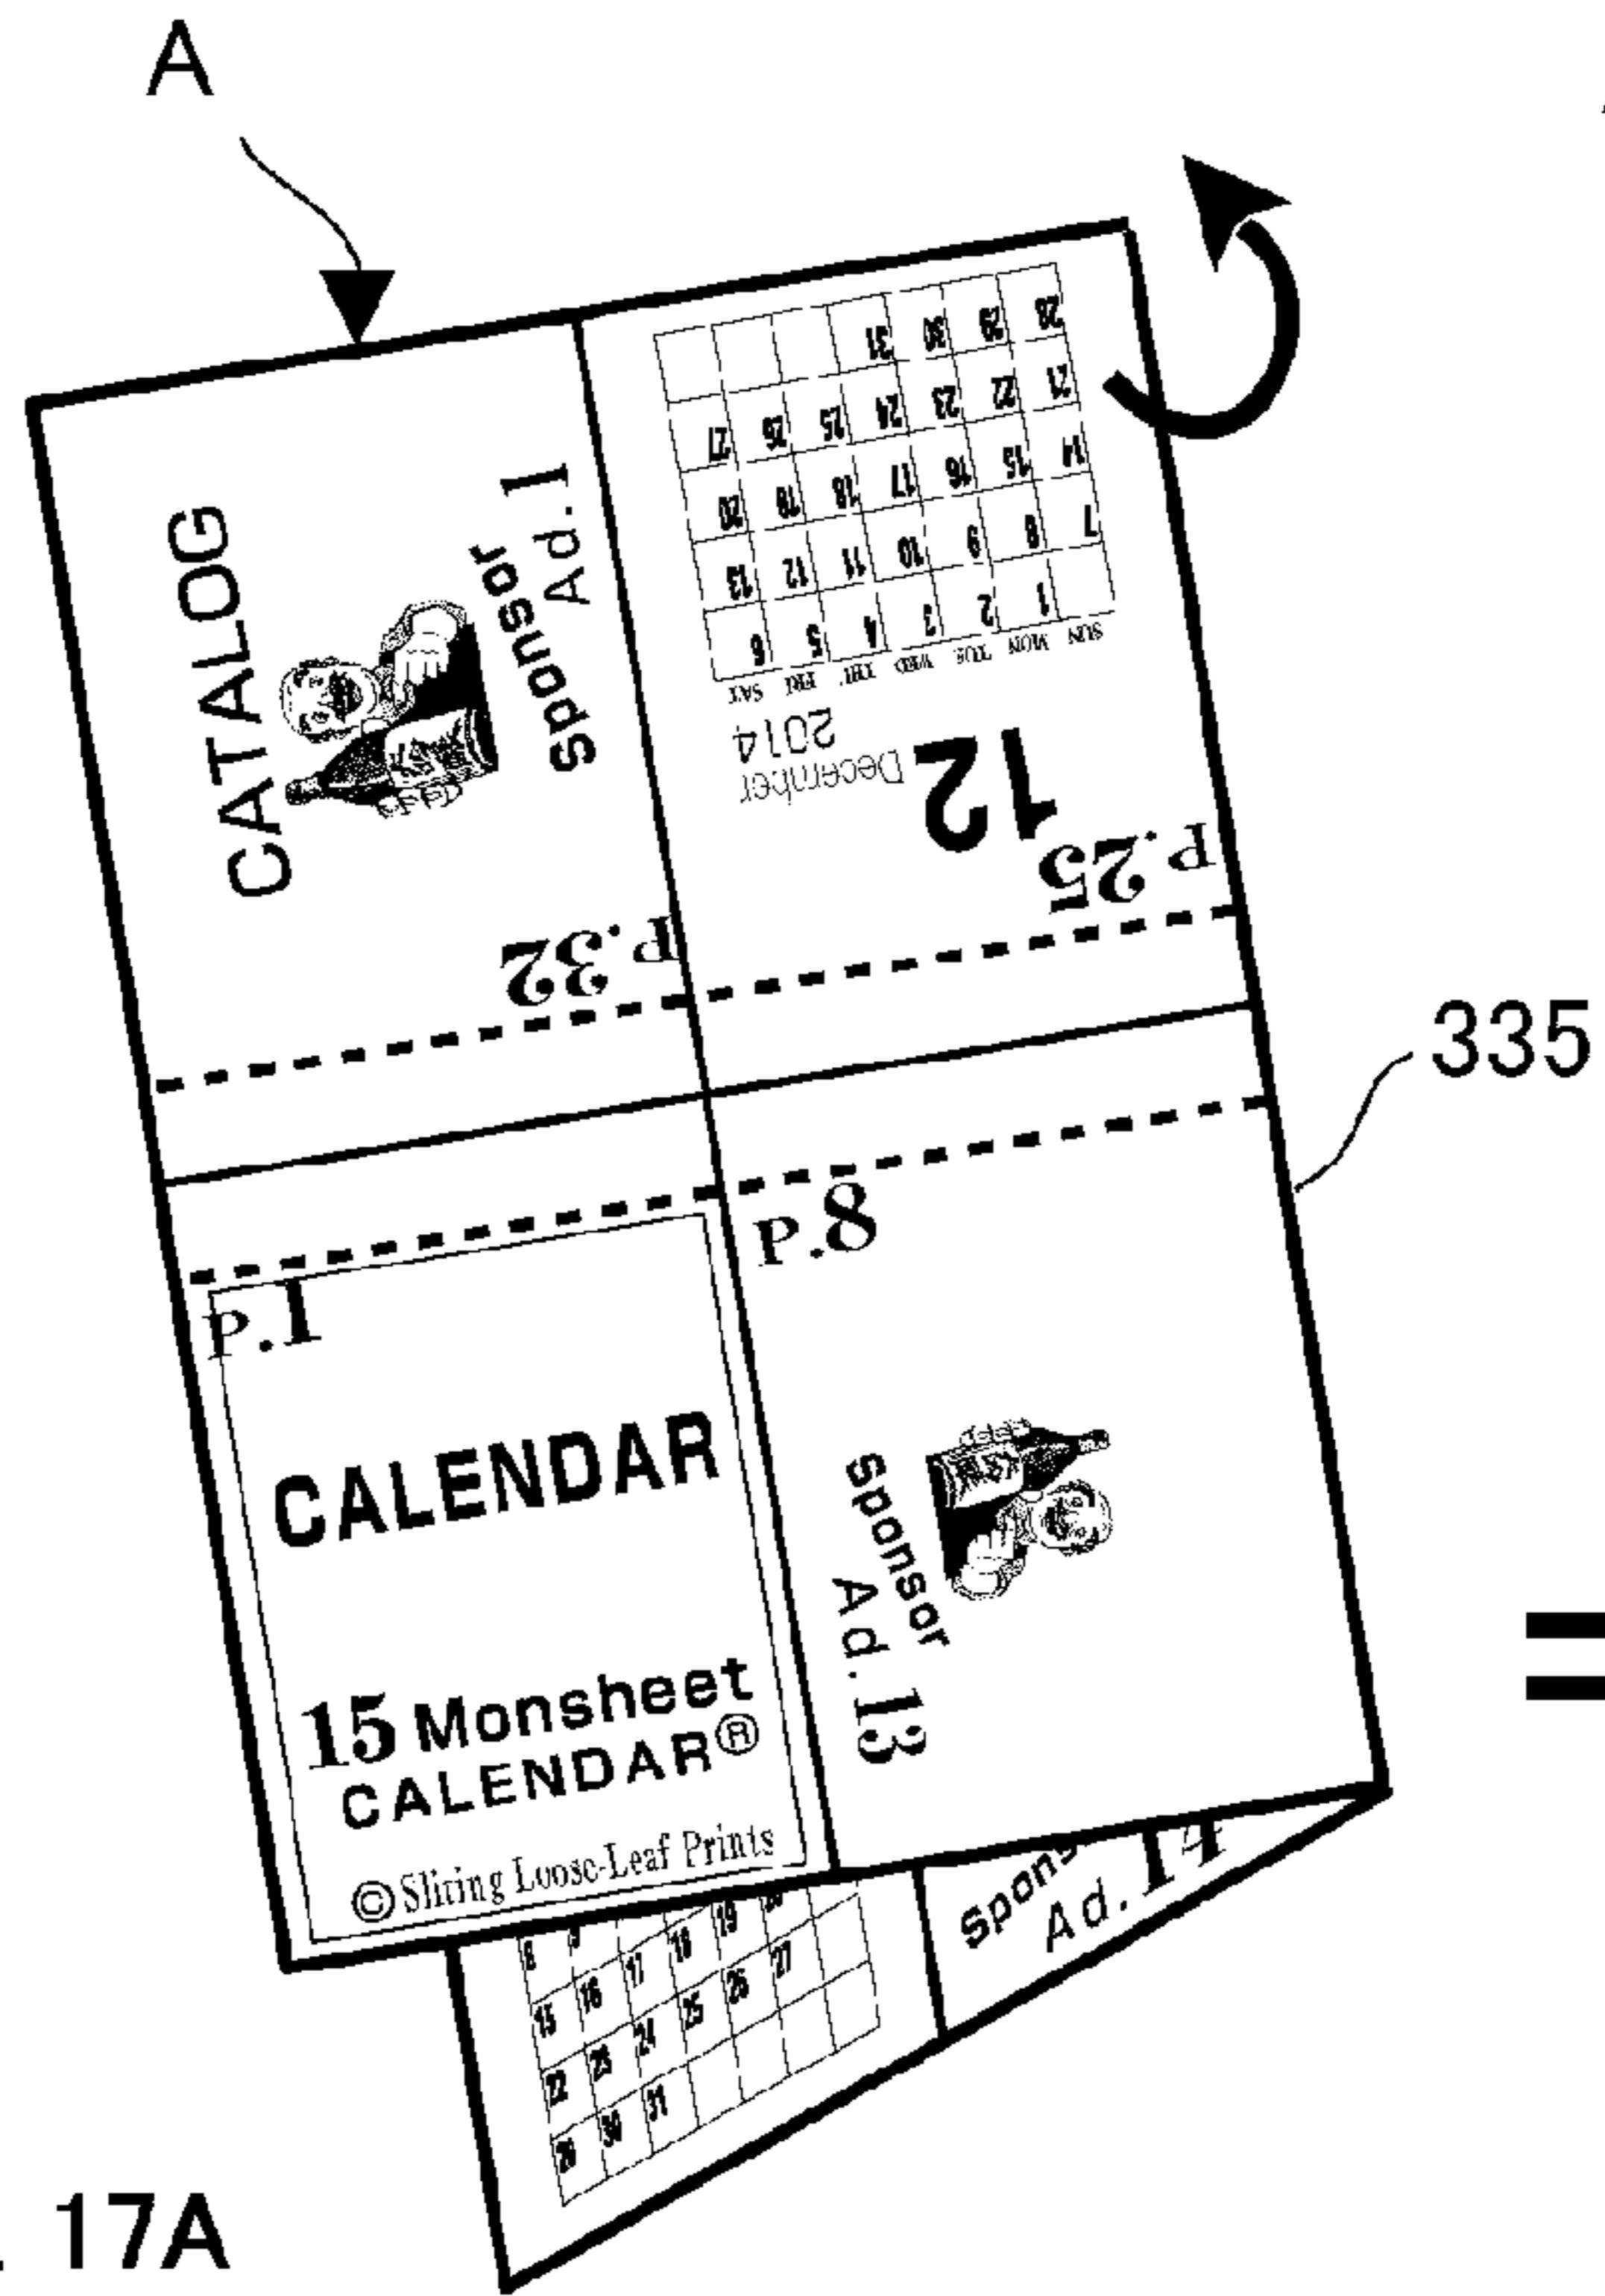 A
CATALOG
Sponsor
Ad.1
P.32
P.25
12
December
2014
SUN MON TUE WED THU FRI SAT
1 2 3 4 5 6
7 8 9 10 11 12 13
14 15 16 17 18 19 20
21 22 23 24 25 26 27
28 29 30 31
335
P.1
CALENDAR
15 Monsheet
CALENDAR®
©Sliring Loose-Leaf Prints
P.8
Sponsor
Ad.13
8 9
15 16 17 18 19
22 23 24 25 26 27
29 30 31
Spons
Ad.14
=
. 17A